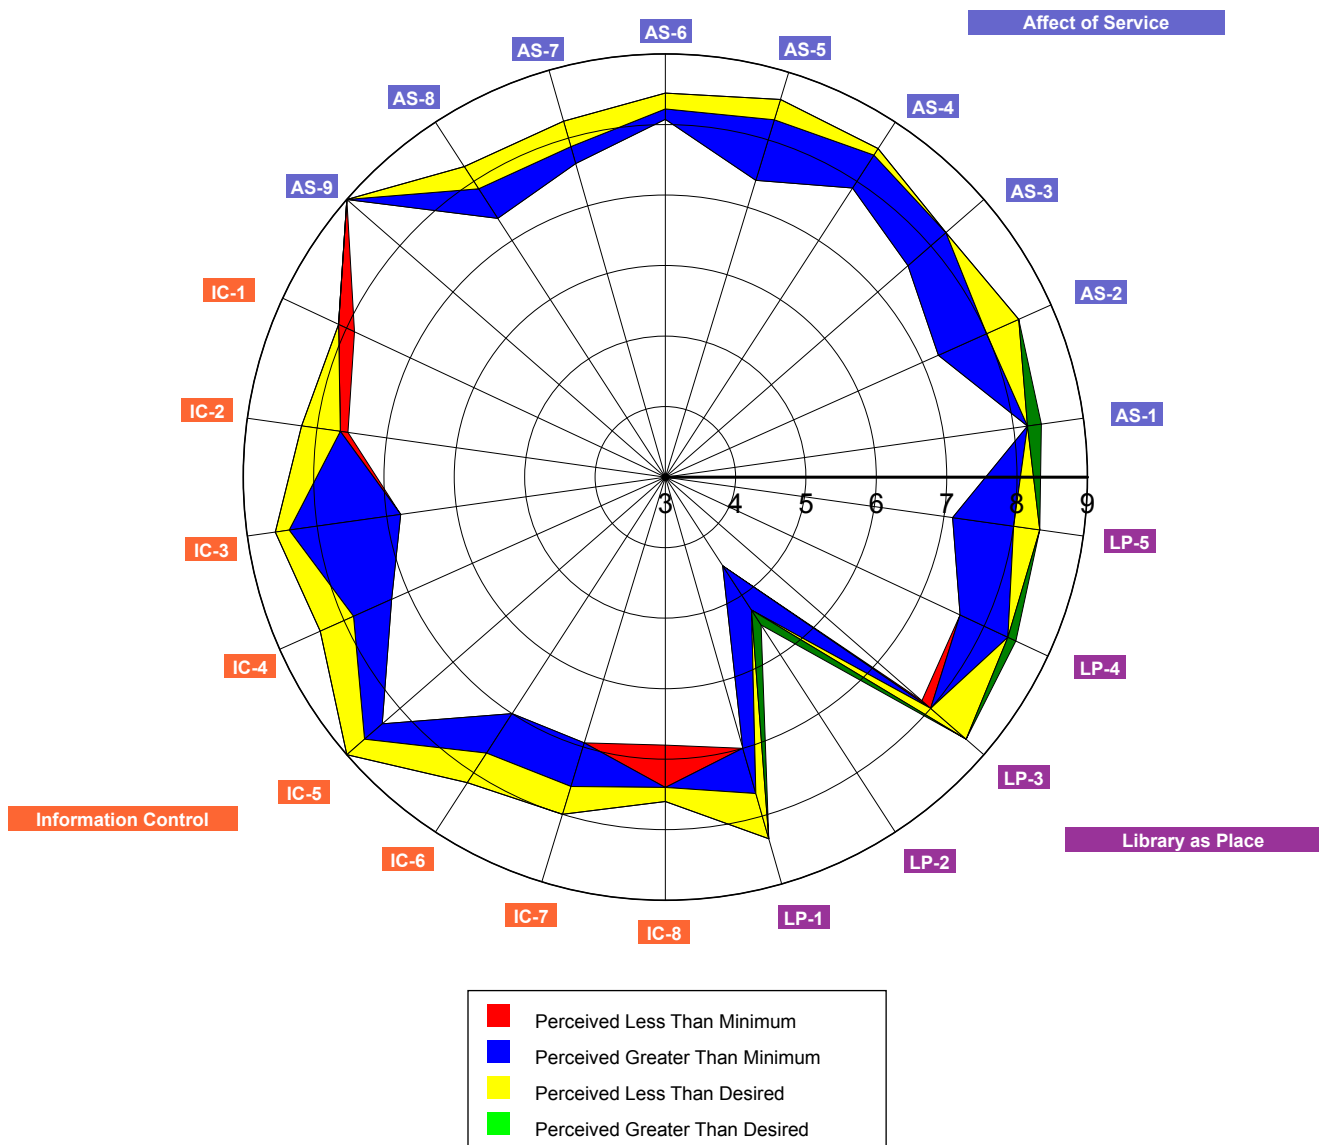 Affect of Service
AS-6
AS-7
AS-5
AS-8
AS-4
AS-9
AS-3
IC-1
AS-2
IC-2
AS-1
3 4 5 6 7 8 9
IC-3
LP-5
IC-4
LP-4
IC-5
LP-3
Information Control
Library as Place
IC-6
LP-2
IC-7
LP-1
IC-8
Perceived Less Than Minimum
Perceived Greater Than Minimum
Perceived Less Than Desired
Perceived Greater Than Desired